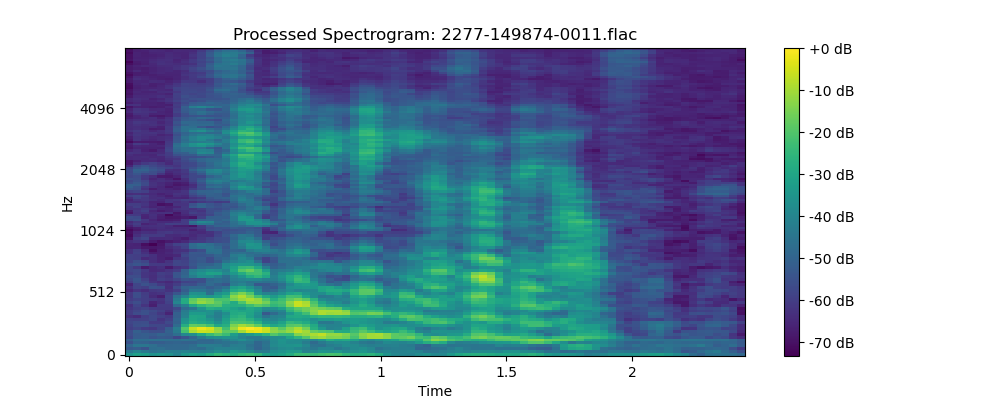 Processed Spectrogram: 2277-149874-0011.flac
+0 dB
4096
-10 dB
-20 dB
2048
-30 dB
Hz
1024
-40 dB
-50 dB
512
-60 dB
0
-70 dB
0 0.5 1 1.5 2
Time